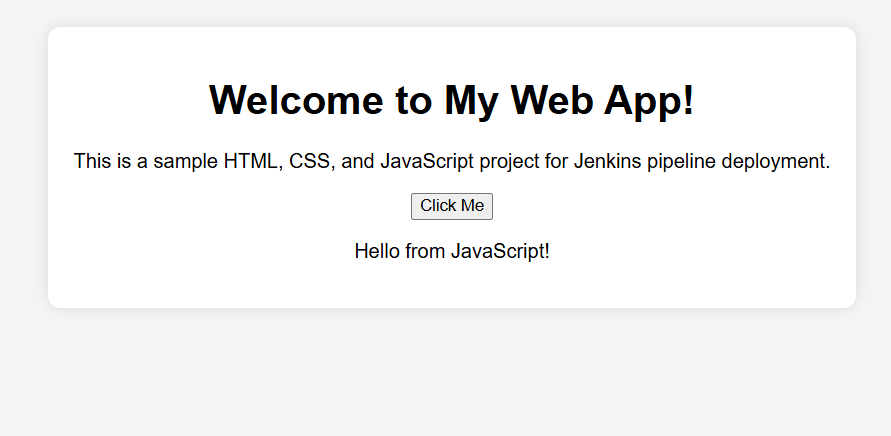 Welcome to My Web App!
This is a sample HTML, CSS, and JavaScript project for Jenkins pipeline deployment.
Click Me
Hello from JavaScript!